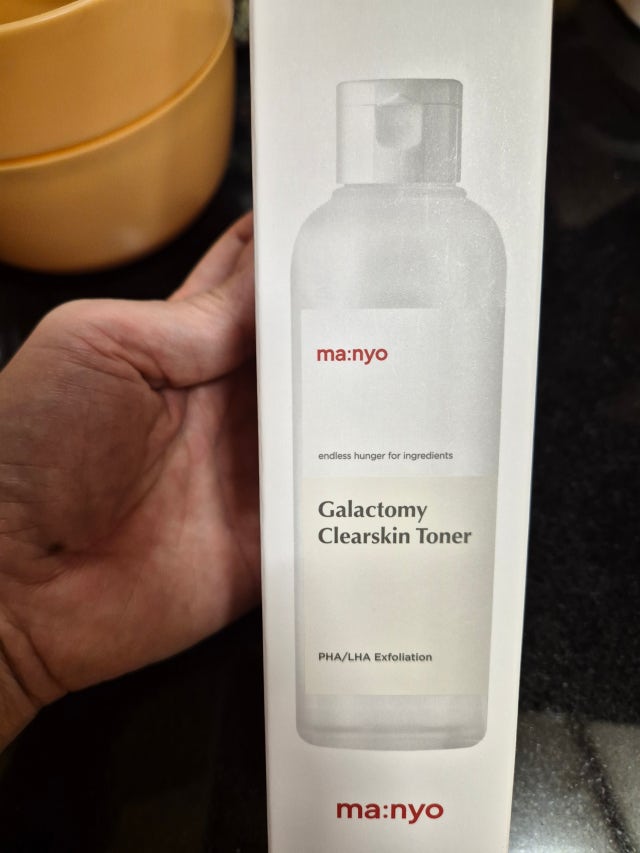 ma:nyo
endless hunger for ingredients
Galactomy
Clearskin Toner
PHA/LHA Exfoliation
ma:nyo